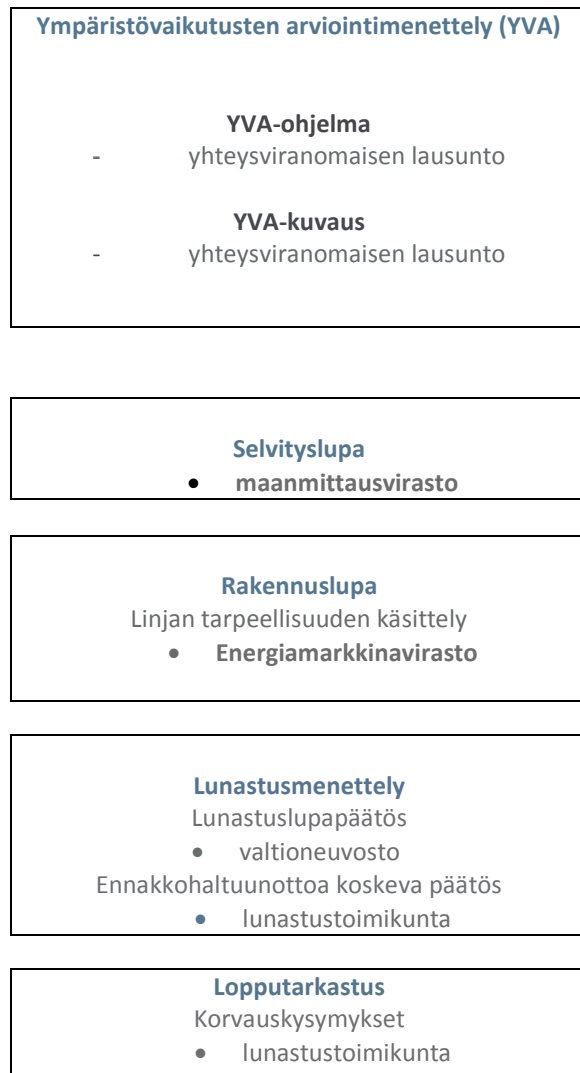 Ympäristövaikutusten arviointimenettely (YVA)
YVA-ohjelma
- yhteysviranomaisen lausunto
YVA-kuvaus
- yhteysviranomaisen lausunto
Selvityslupa
• maanmittausvirasto
Rakennuslupa
Linjan tarpeellisuuden käsittely
• Energiamarkkinavirasto
Lunastusmenettely
Lunastuslupapäätös
• valtioneuvosto
Ennakkohaltuunottoa koskeva päätös
• lunastustoimikunta
Lopputarkastus
Korvauskysymykset
• lunastustoimikunta